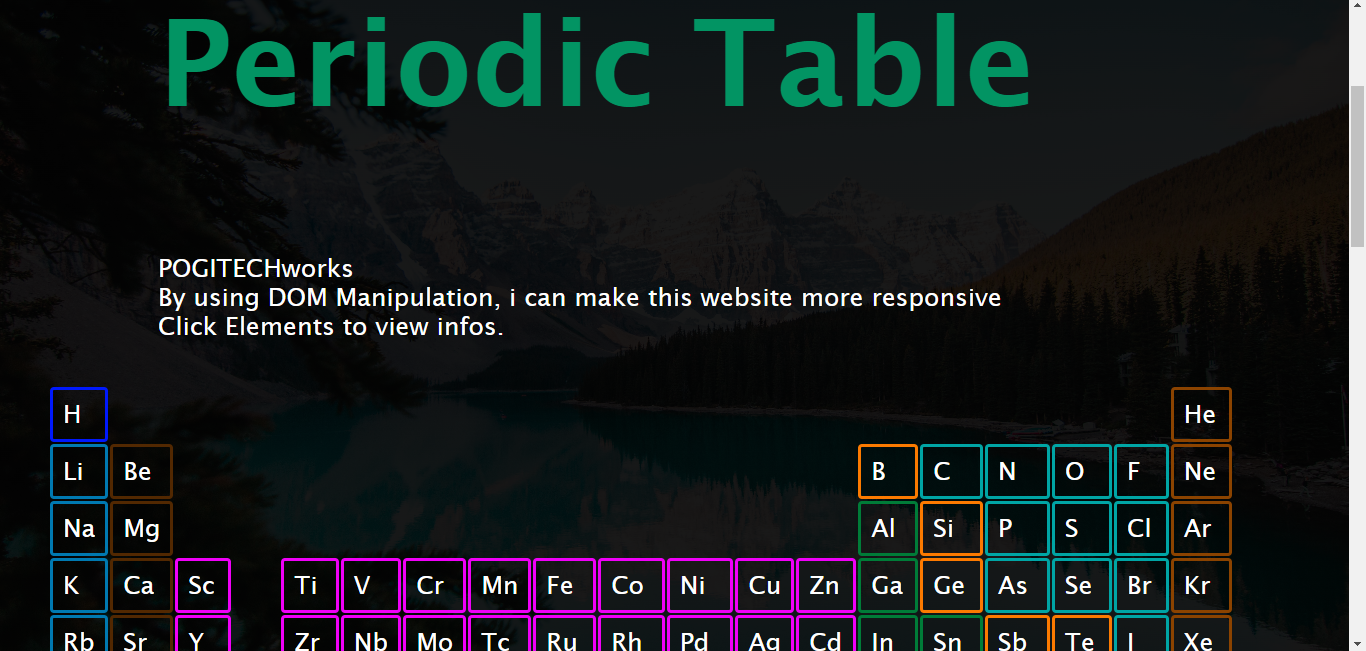 Periodic Table
POGITECHworks
By using DOM Manipulation, i can make this website more responsive
Click Elements to view infos.
H He
Li Be B C N O F Ne
Na Mg Al Si P S Cl Ar
K Ca Sc Ti V Cr Mn Fe Co Ni Cu Zn Ga Ge As Se Br Kr
Rb Sr Y Zr Nb Mo Tc Ru Rh Pd Ag Cd In Sn Sb Te I Xe